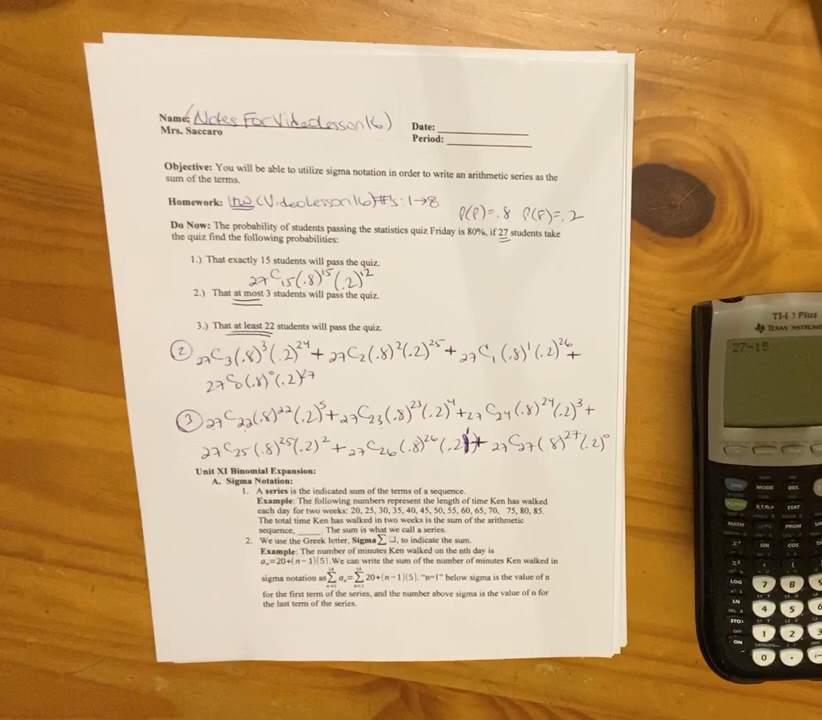 Name: (Notes For Videolesson 16)
Mrs. Saccaro
Date:
Period:
Objective: You will be able to utilize sigma notation in order to write an arithmetic series as the
sum of the terms.
Homework: (VideoLesson 16) #s: 1→8
P(P)=.8 P(F)=.2
Do Now: The probability of students passing the statistics quiz Friday is 80%, if 27 students take
the quiz find the following probabilities:
1.) That exactly 15 students will pass the quiz.
₂₇C₁₅(.8)¹⁵(.2)¹²
2.) That at most 3 students will pass the quiz.
3.) That at least 22 students will pass the quiz.
② ₂₇C₃(.8)³(.2)²⁴ + ₂₇C₂(.8)²(.2)²⁵ + ₂₇C₁(.8)¹(.2)²⁶ +
₂₇C₀(.8)⁰(.2)²⁷
③ ₂₇C₂₂(.8)²²(.2)⁵ + ₂₇C₂₃(.8)²³(.2)⁴ + ₂₇C₂₄(.8)²⁴(.2)³ +
₂₇C₂₅(.8)²⁵(.2)² + ₂₇C₂₆(.8)²⁶(.2)¹ + ₂₇C₂₇(.8)²⁷(.2)⁰
Unit XI Binomial Expansion:
A. Sigma Notation:
1. A series is the indicated sum of the terms of a sequence.
Example: The following numbers represent the length of time Ken has walked
each day for two weeks: 20, 25, 30, 35, 40, 45, 50, 55, 60, 65, 70, 75, 80, 85.
The total time Ken has walked in two weeks is the sum of the arithmetic
sequence, ____. The sum is what we call a series.
2. We use the Greek letter, Sigma ∑□, to indicate the sum.
Example: The number of minutes Ken walked on the nth day is
aₙ=20+(n−1)(5). We can write the sum of the number of minutes Ken walked in
sigma notation as ∑ aₙ=∑ 20+(n−1)(5). "n=1" below sigma is the value of n
for the first term of the series, and the number above sigma is the value of n for
the last term of the series.
TI-84 Plus
TEXAS INSTRUMENTS
27-15
MODE
DEL
X,T,θ,n
STAT
MATH
APPS
PRGM
SIN
COS
LOG
7
8
LN
4
5
STO›
1
2
3
ON
0